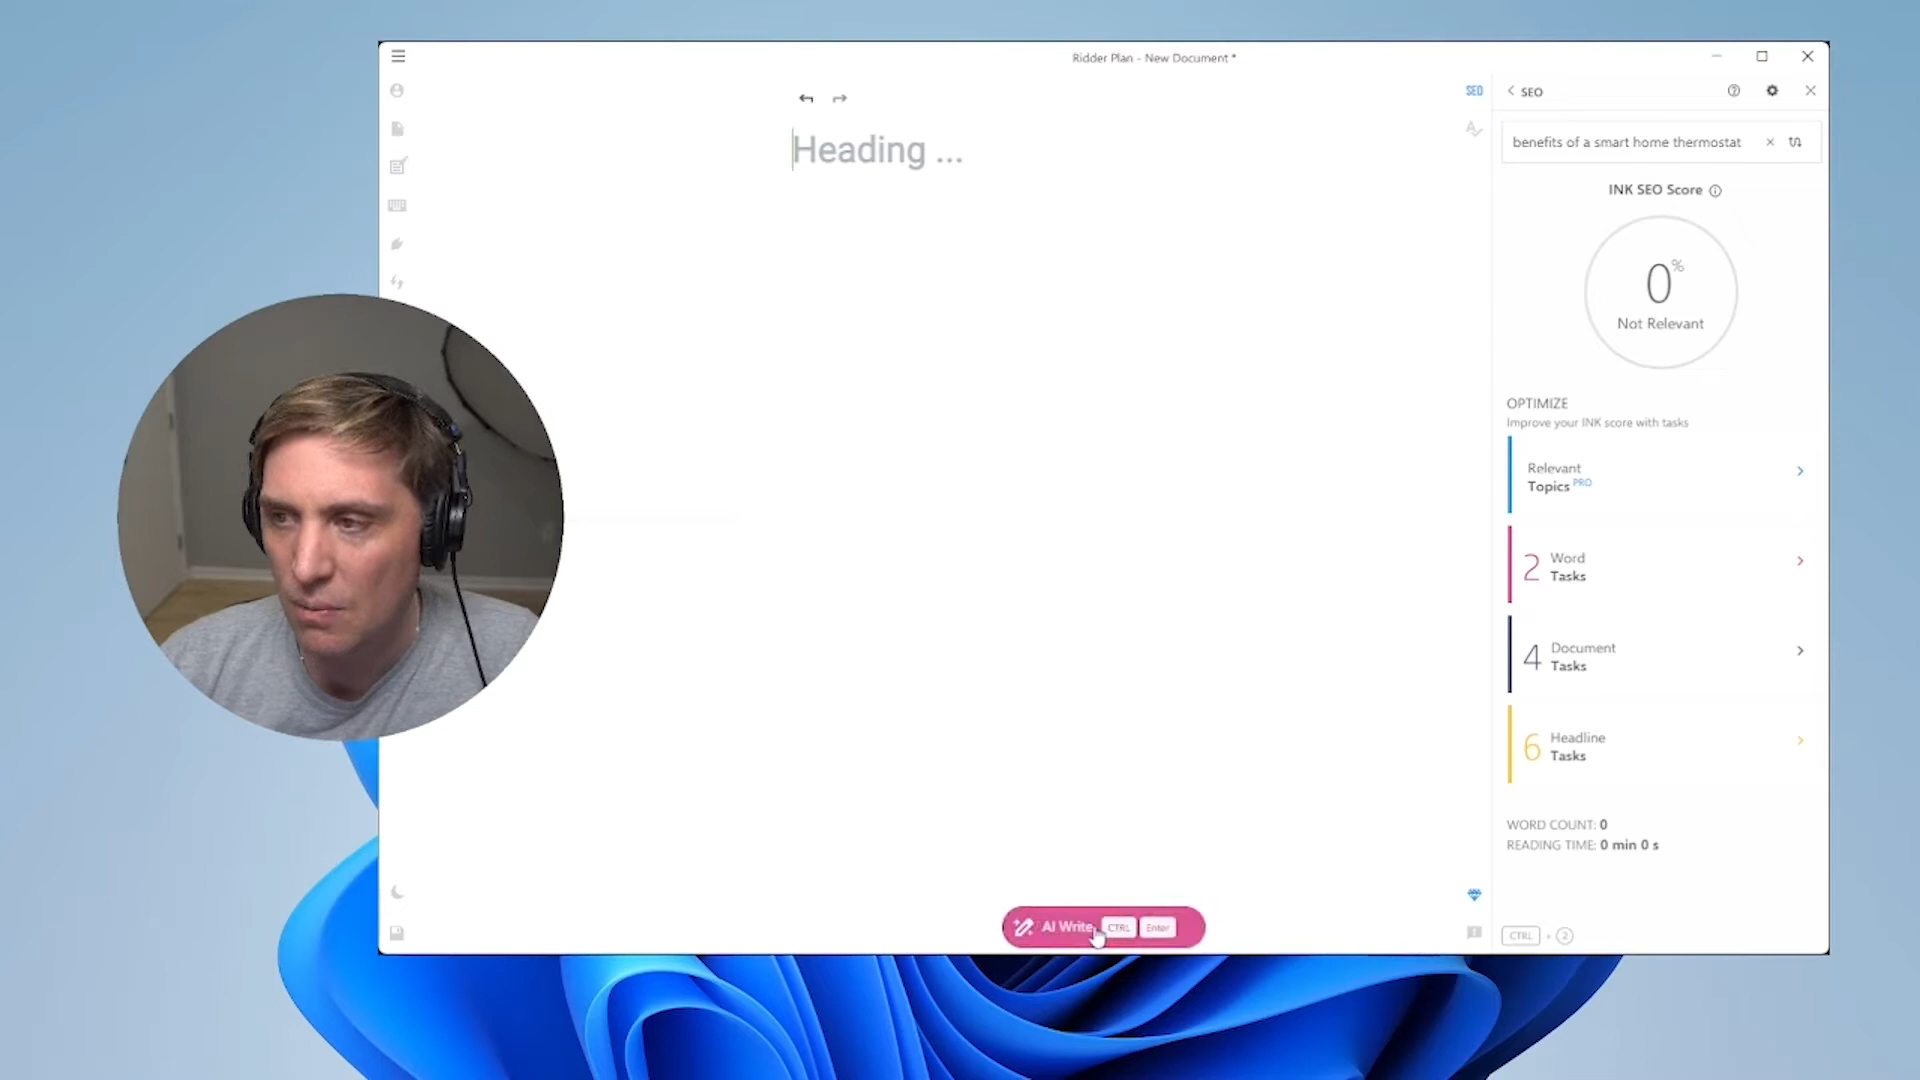 Ridder Plan - New Document *
Heading ...
SEO
SEO
benefits of a smart home thermostat
INK SEO Score
0%
Not Relevant
OPTIMIZE
Improve your INK score with tasks
Relevant
Topics PRO
2 Word
Tasks
4 Document
Tasks
6 Headline
Tasks
WORD COUNT: 0
READING TIME: 0 min 0 s
AI Write CTRL Enter
CTRL + 2